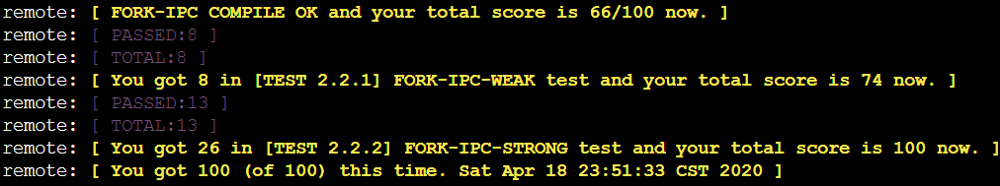 remote: [ FORK-IPC COMPILE OK and your total score is 66/100 now. ]
remote: [ PASSED:8 ]
remote: [ TOTAL:8 ]
remote: [ You got 8 in [TEST 2.2.1] FORK-IPC-WEAK test and your total score is 74 now. ]
remote: [ PASSED:13 ]
remote: [ TOTAL:13 ]
remote: [ You got 26 in [TEST 2.2.2] FORK-IPC-STRONG test and your total score is 100 now. ]
remote: [ You got 100 (of 100) this time. Sat Apr 18 23:51:33 CST 2020 ]